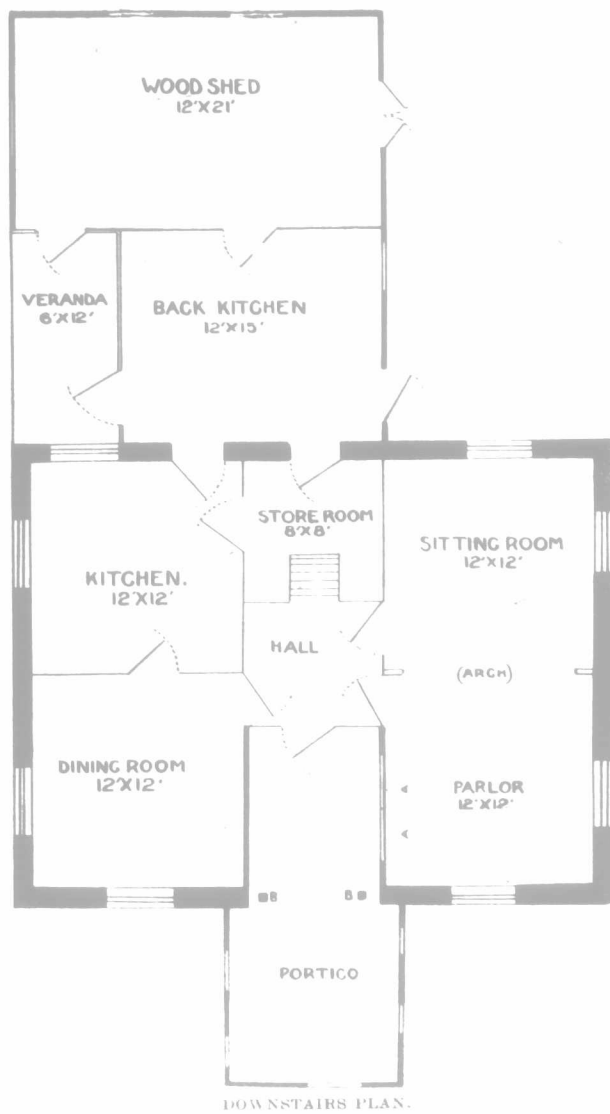 WOOD SHED
12'X21'
VERANDA
6'X12'
BACK KITCHEN
12'X15'
STORE ROOM
8'X8'
SITTING ROOM
12'X12'
KITCHEN.
12'X12'
HALL
(ARCH)
DINING ROOM
12'X12'
PARLOR
12'X12'
A
A
B
B
PORTICO
DOWNSTAIRS PLAN.